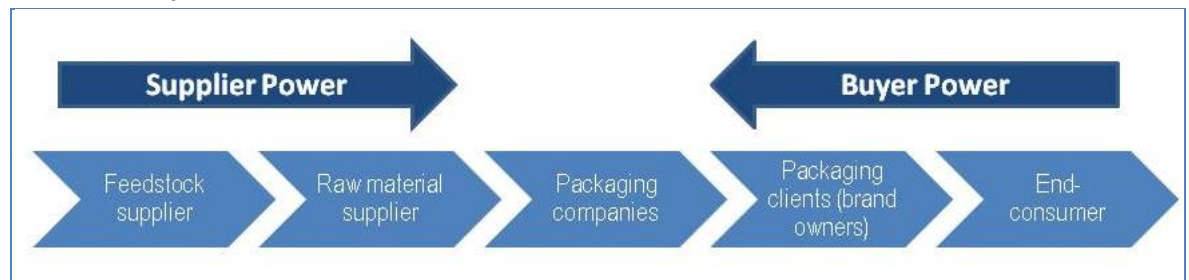 Supplier Power
Buyer Power
Feedstock
supplier
Raw material
supplier
Packaging
companies
Packaging
clients (brand
owners)
End-
consumer